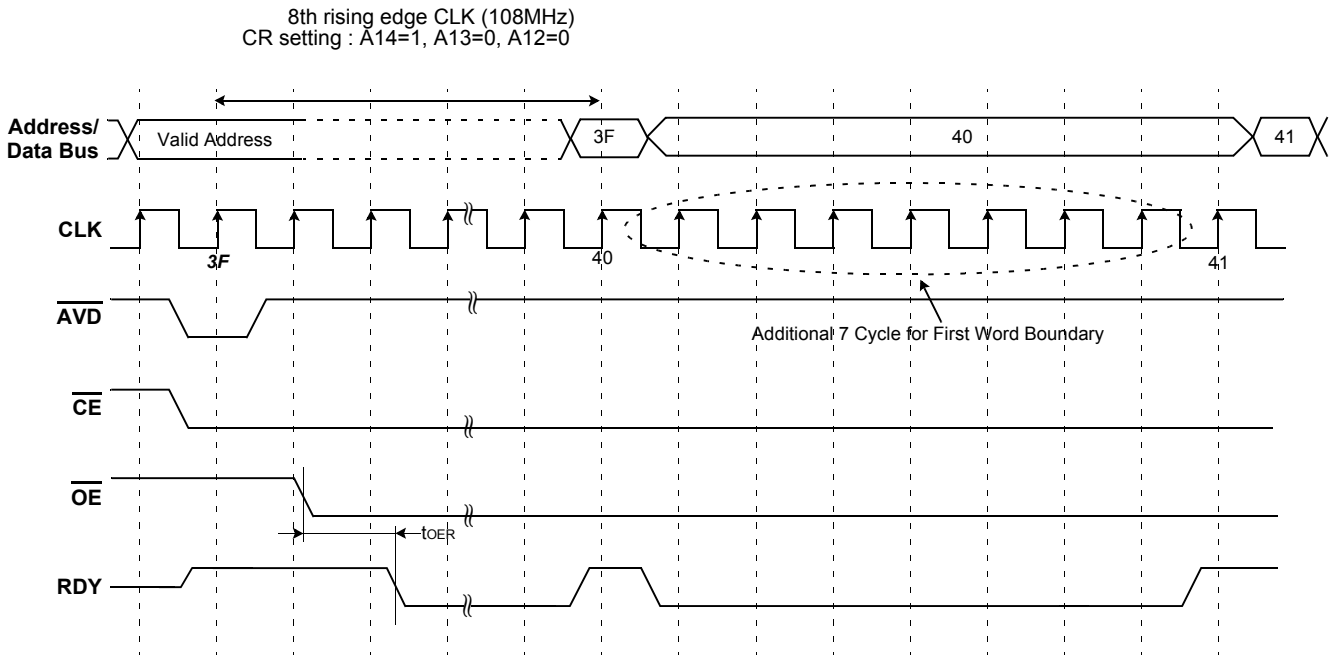 8th rising edge CLK (108MHz)
CR setting : A14=1, A13=0, A12=0
Address/
Data Bus
Valid Address
3F
40
41
CLK
3F
40
41
AVD
Additional 7 Cycle for First Word Boundary
CE
OE
tOER
RDY